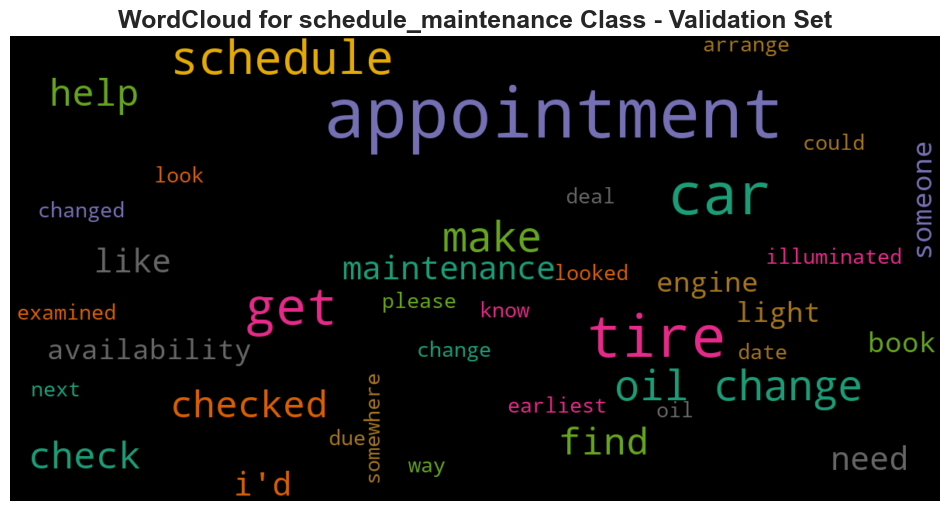 WordCloud for schedule_maintenance Class - Validation Set
schedule
arrange
help
appointment
could
someone
look
car
deal
changed
make
like
maintenance
looked
illuminated
engine
get
please
know
light
examined
tire
book
availability
change
date
next
oil change
checked
earliest
oil
somewhere
due
find
check
way
need
i'd